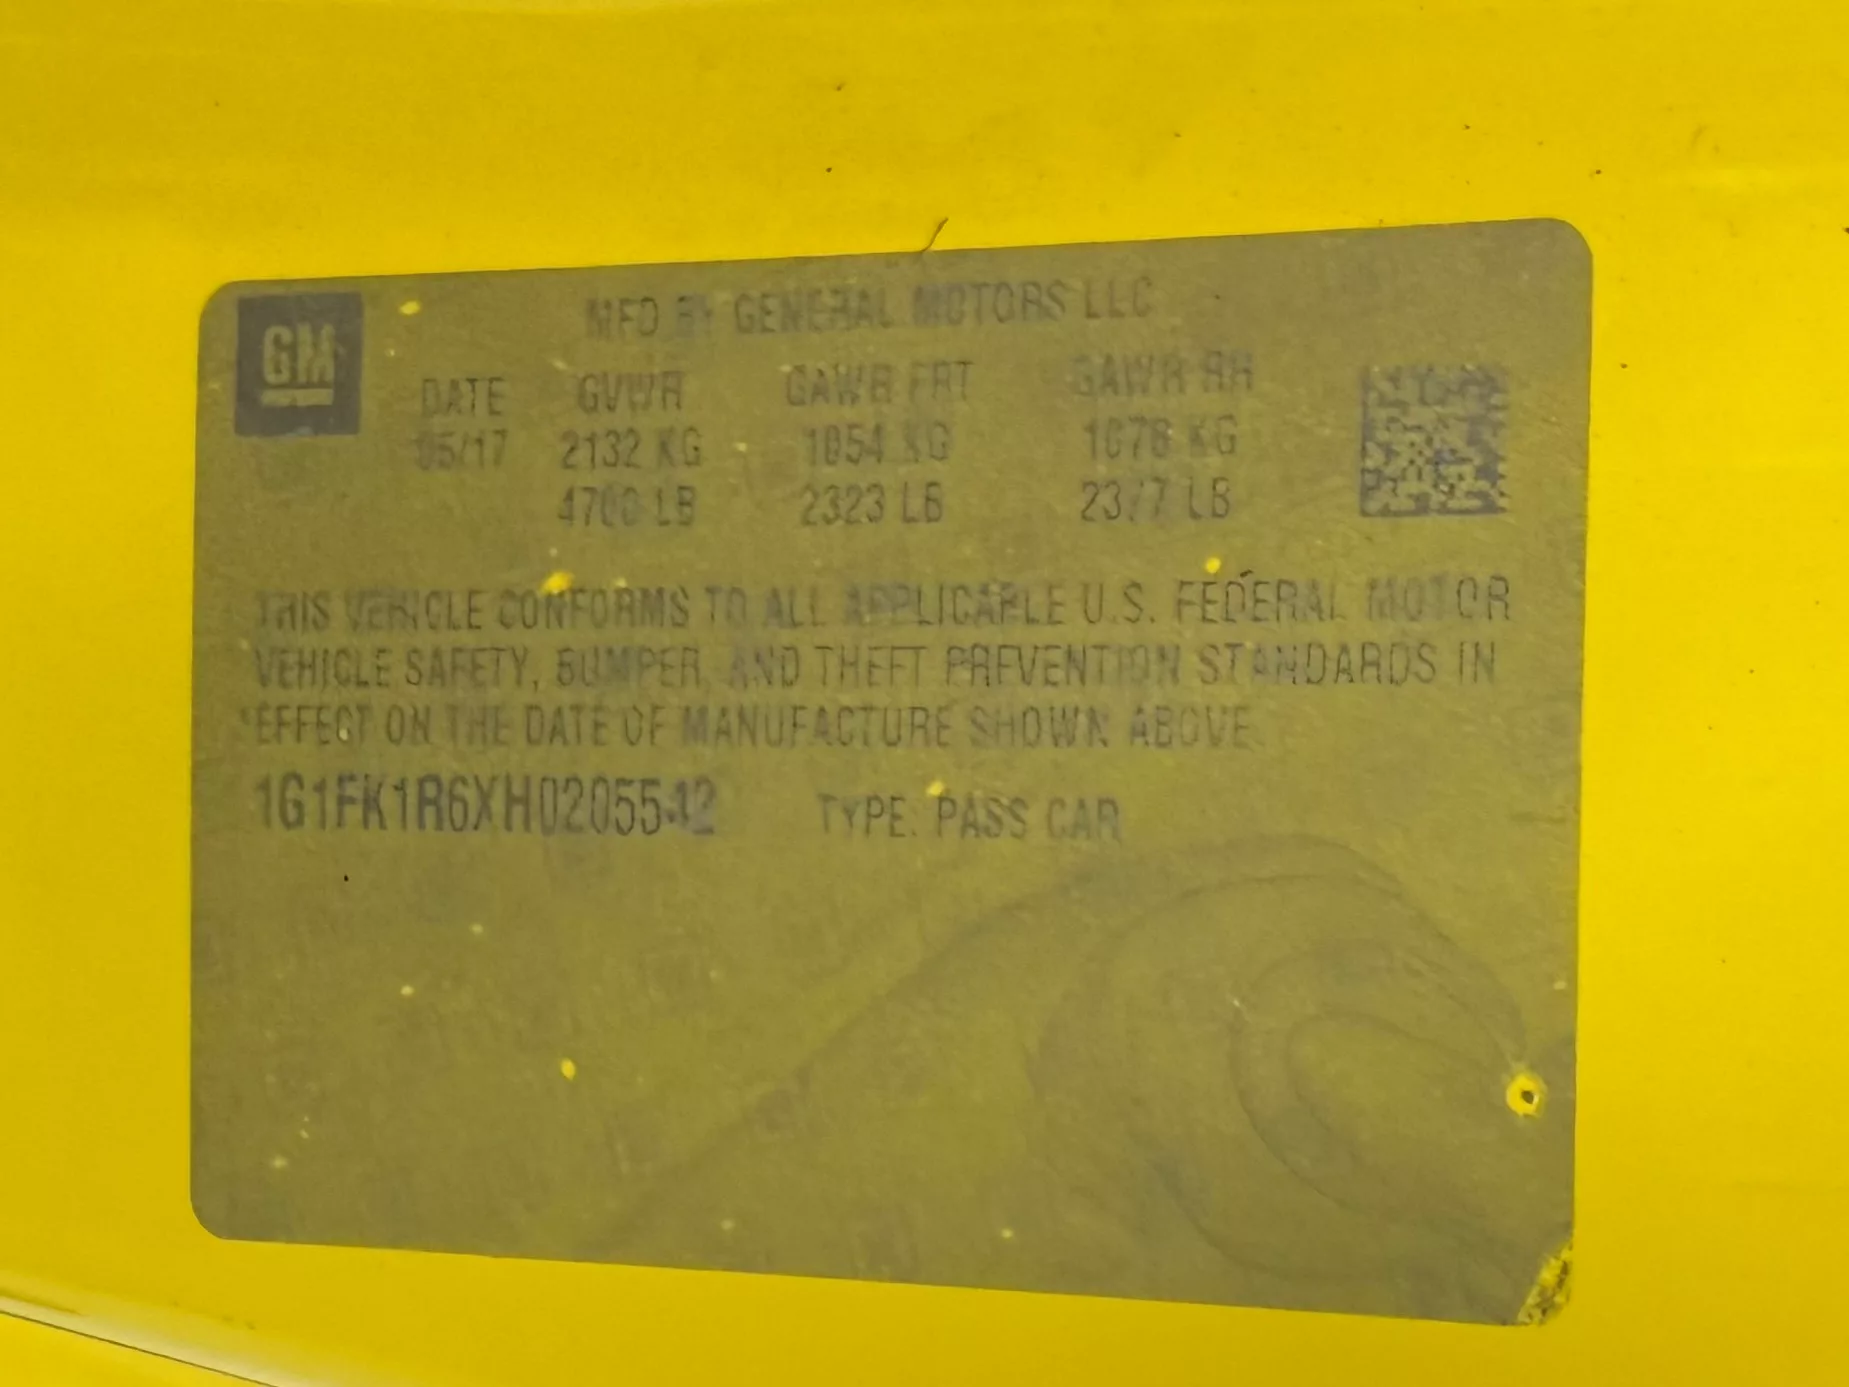 GM
MFD BY GENERAL MOTORS LLC
DATE GVWR GAWR FRT GAWR RR
05/17 2132 KG 1054 KG 1078 KG
4700 LB 2323 LB 2377 LB
THIS VEHICLE CONFORMS TO ALL APPLICABLE U.S. FEDERAL MOTOR
VEHICLE SAFETY, BUMPER, AND THEFT PREVENTION STANDARDS IN
EFFECT ON THE DATE OF MANUFACTURE SHOWN ABOVE.
1G1FK1R6XH0205542 TYPE: PASS CAR